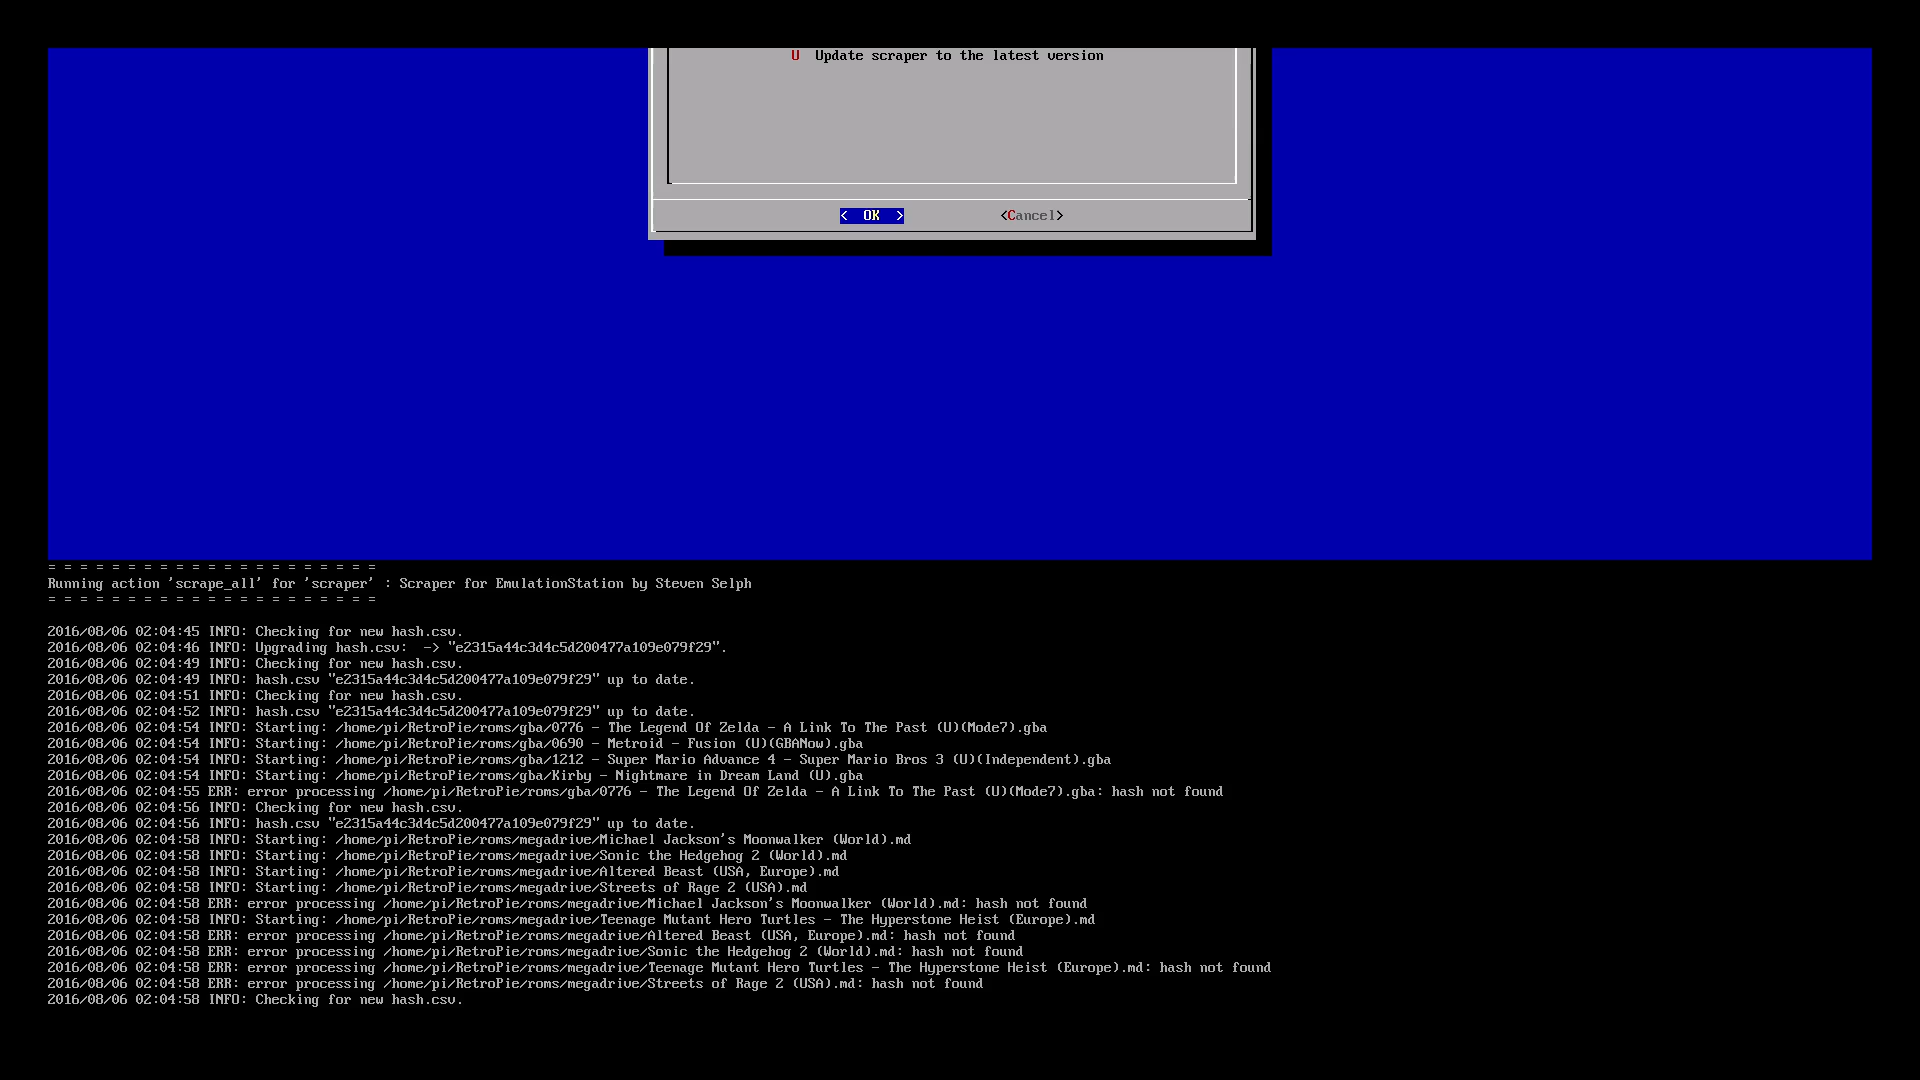 U  Update scraper to the latest version
<  OK  >          <Cancel>
= = = = = = = = = = = = = = = = = = = = =
Running action 'scrape_all' for 'scraper' : Scraper for EmulationStation by Steven Selph
= = = = = = = = = = = = = = = = = = = = =
2016/08/06 02:04:45 INFO: Checking for new hash.csv.
2016/08/06 02:04:46 INFO: Upgrading hash.csv:  -> "e2315a44c3d4c5d200477a109e079f29".
2016/08/06 02:04:49 INFO: Checking for new hash.csv.
2016/08/06 02:04:49 INFO: hash.csv "e2315a44c3d4c5d200477a109e079f29" up to date.
2016/08/06 02:04:51 INFO: Checking for new hash.csv.
2016/08/06 02:04:52 INFO: hash.csv "e2315a44c3d4c5d200477a109e079f29" up to date.
2016/08/06 02:04:54 INFO: Starting: /home/pi/RetroPie/roms/gba/0776 - The Legend Of Zelda - A Link To The Past (U)(Mode7).gba
2016/08/06 02:04:54 INFO: Starting: /home/pi/RetroPie/roms/gba/0690 - Metroid - Fusion (U)(GBANow).gba
2016/08/06 02:04:54 INFO: Starting: /home/pi/RetroPie/roms/gba/1212 - Super Mario Advance 4 - Super Mario Bros 3 (U)(Independent).gba
2016/08/06 02:04:54 INFO: Starting: /home/pi/RetroPie/roms/gba/Kirby - Nightmare in Dream Land (U).gba
2016/08/06 02:04:55 ERR: error processing /home/pi/RetroPie/roms/gba/0776 - The Legend Of Zelda - A Link To The Past (U)(Mode7).gba: hash not found
2016/08/06 02:04:56 INFO: Checking for new hash.csv.
2016/08/06 02:04:56 INFO: hash.csv "e2315a44c3d4c5d200477a109e079f29" up to date.
2016/08/06 02:04:58 INFO: Starting: /home/pi/RetroPie/roms/megadrive/Michael Jackson's Moonwalker (World).md
2016/08/06 02:04:58 INFO: Starting: /home/pi/RetroPie/roms/megadrive/Sonic the Hedgehog 2 (World).md
2016/08/06 02:04:58 INFO: Starting: /home/pi/RetroPie/roms/megadrive/Altered Beast (USA, Europe).md
2016/08/06 02:04:58 INFO: Starting: /home/pi/RetroPie/roms/megadrive/Streets of Rage 2 (USA).md
2016/08/06 02:04:58 ERR: error processing /home/pi/RetroPie/roms/megadrive/Michael Jackson's Moonwalker (World).md: hash not found
2016/08/06 02:04:58 INFO: Starting: /home/pi/RetroPie/roms/megadrive/Teenage Mutant Hero Turtles - The Hyperstone Heist (Europe).md
2016/08/06 02:04:58 ERR: error processing /home/pi/RetroPie/roms/megadrive/Altered Beast (USA, Europe).md: hash not found
2016/08/06 02:04:58 ERR: error processing /home/pi/RetroPie/roms/megadrive/Sonic the Hedgehog 2 (World).md: hash not found
2016/08/06 02:04:58 ERR: error processing /home/pi/RetroPie/roms/megadrive/Teenage Mutant Hero Turtles - The Hyperstone Heist (Europe).md: hash not found
2016/08/06 02:04:58 ERR: error processing /home/pi/RetroPie/roms/megadrive/Streets of Rage 2 (USA).md: hash not found
2016/08/06 02:04:58 INFO: Checking for new hash.csv.